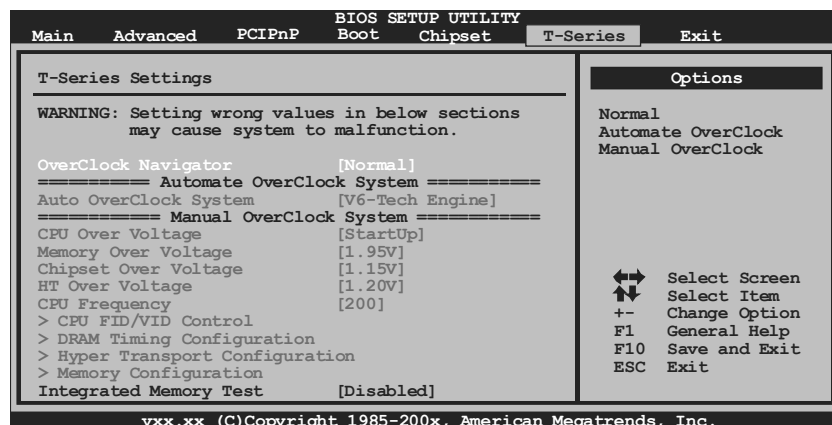 BIOS SETUP UTILITY
Main Advanced PCIPnP Boot Chipset T-Series Exit
T-Series Settings
WARNING: Setting wrong values in below sections
may cause system to malfunction.
OverClock Navigator [Normal]
=========== Automate OverClock System ===========
Auto OverClock System [V6-Tech Engine]
============ Manual OverClock System ============
CPU Over Voltage [StartUp]
Memory Over Voltage [1.95V]
Chipset Over Voltage [1.15V]
HT Over Voltage [1.20V]
CPU Frequency [200]
> CPU FID/VID Control
> DRAM Timing Configuration
> Hyper Transport Configuration
> Memory Configuration
Integrated Memory Test [Disabled]
Options
Normal
Automate OverClock
Manual OverClock
Select Screen
Select Item
+- Change Option
F1 General Help
F10 Save and Exit
ESC Exit
vxx.xx (C)Copyright 1985-200x, American Megatrends, Inc.